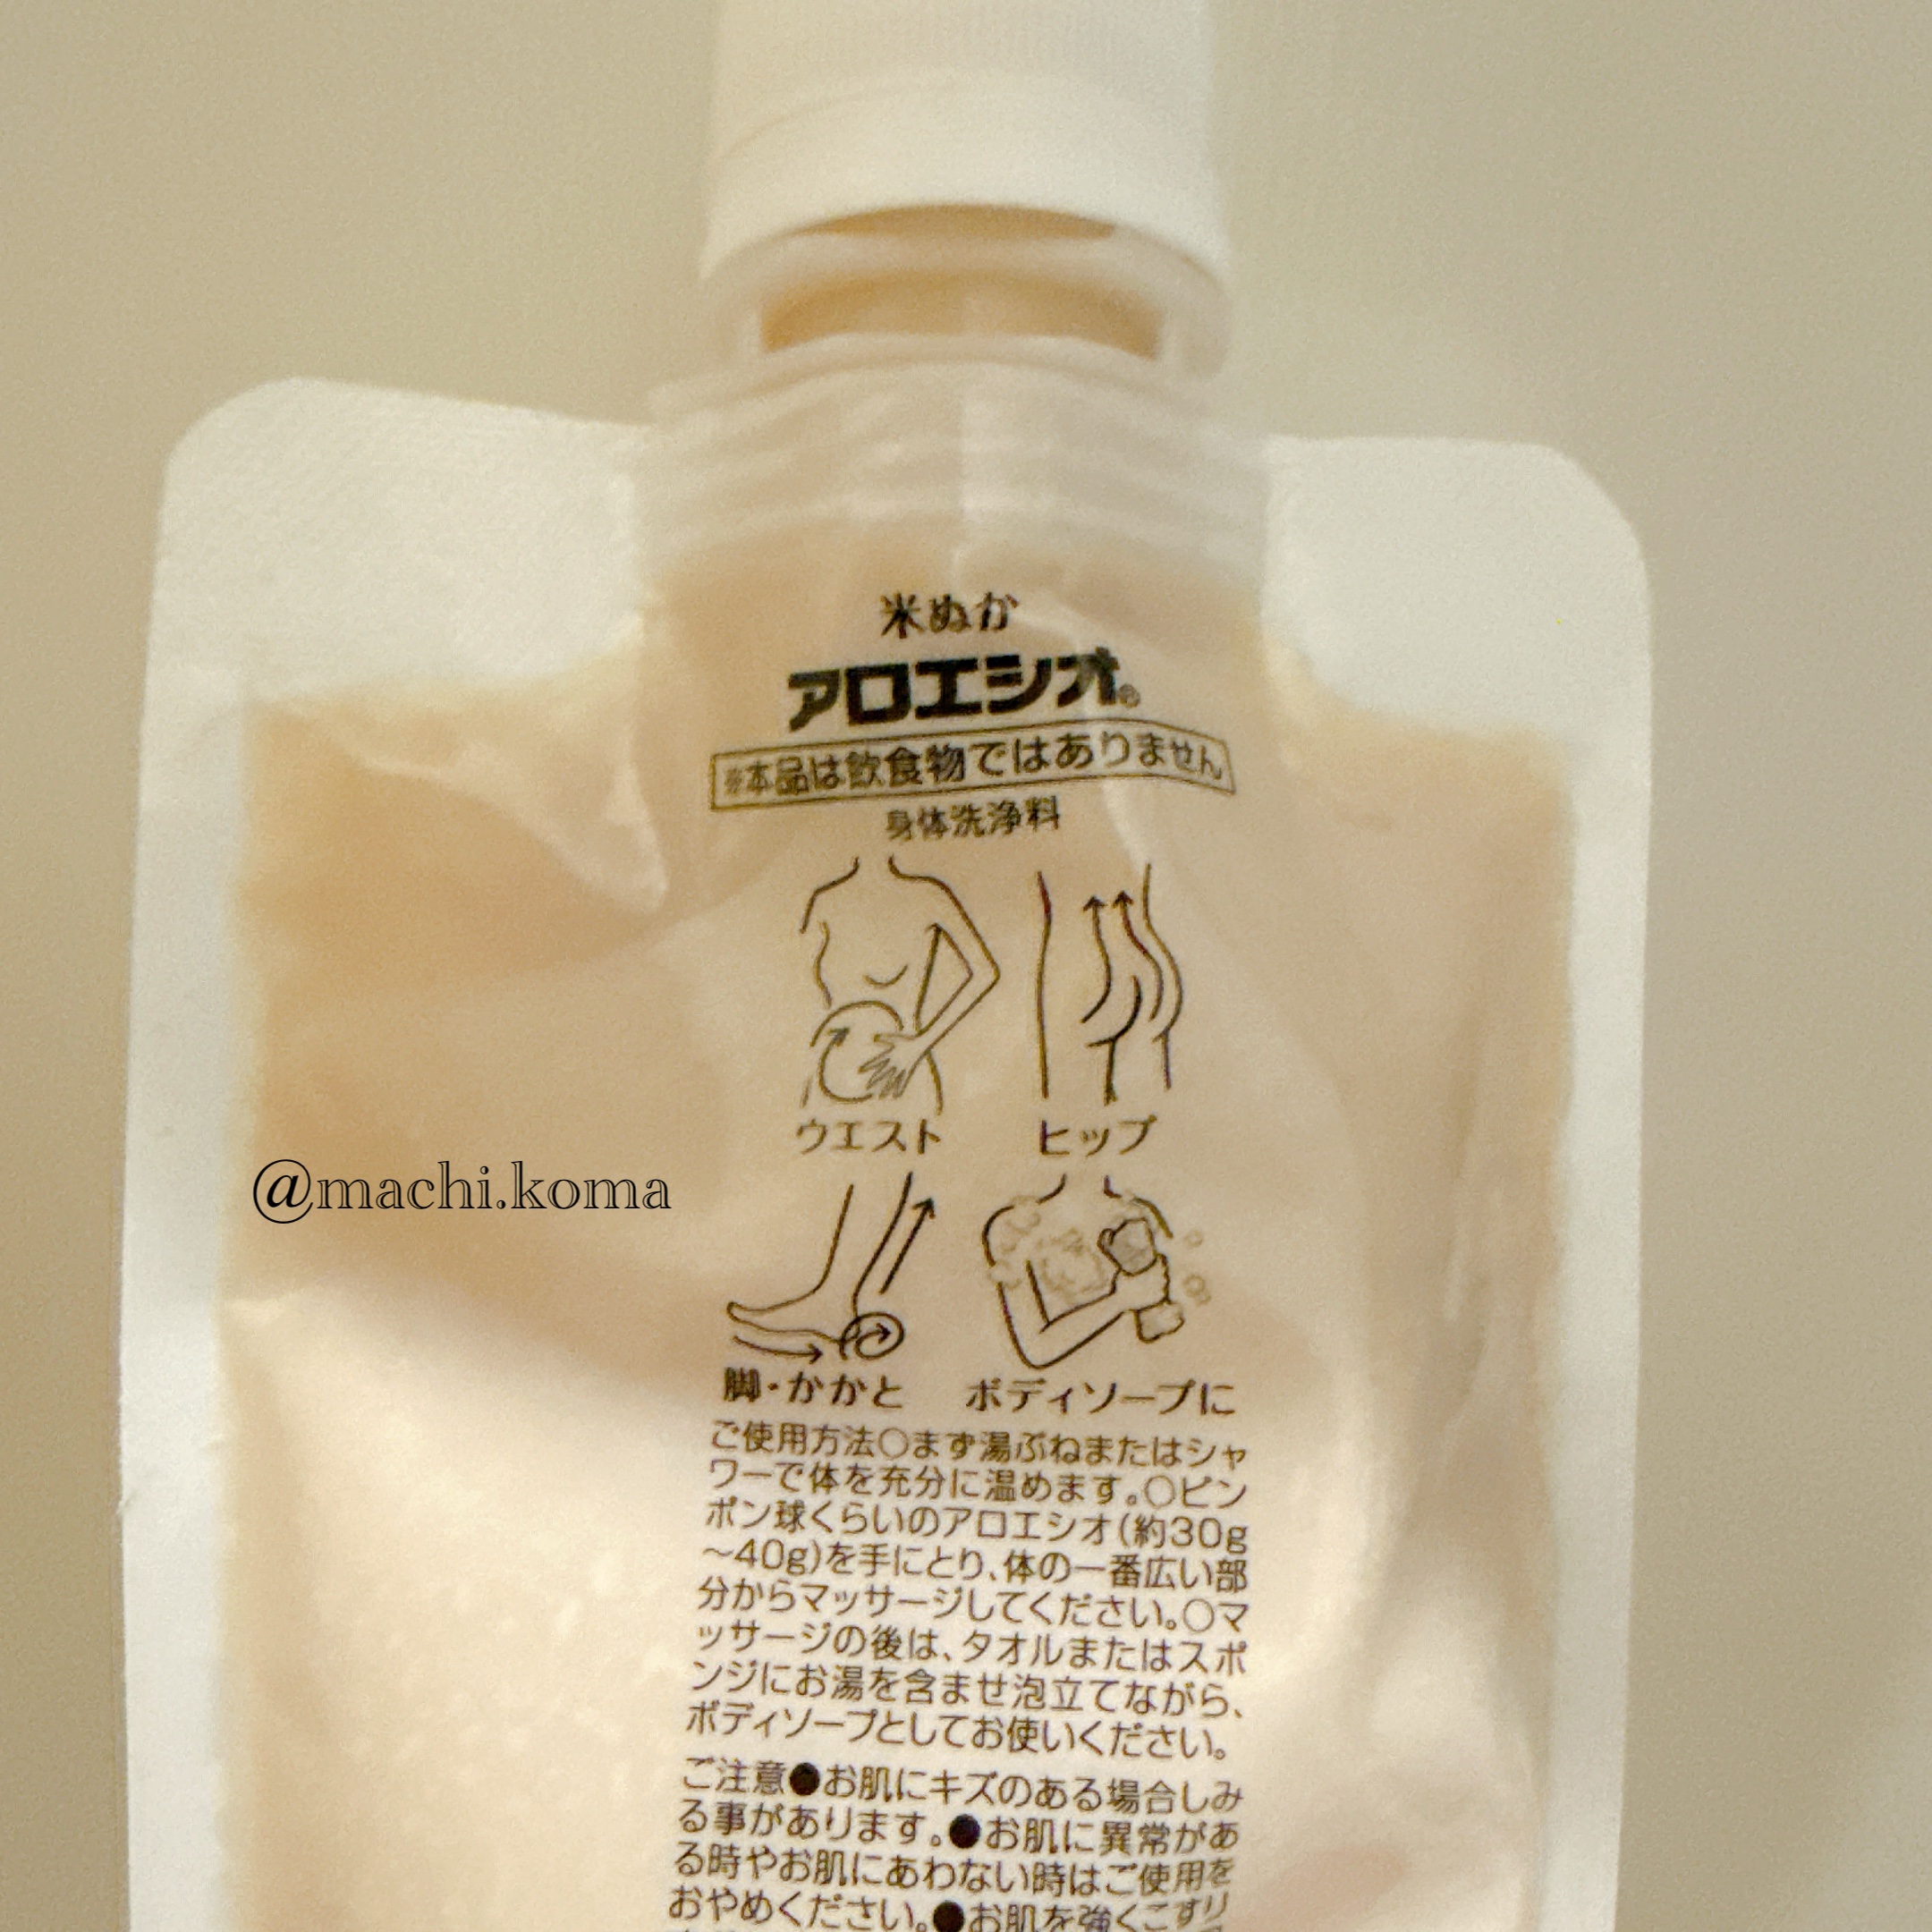 米ぬか
アロエシオ®
※本品は飲食物ではありません
身体洗浄料
ウエスト
ヒップ
@machi.koma
脚・かかと
ボディソープに
ご使用方法○まず湯ぶねまたはシャ
ワーで体を充分に温めます。○ピン
ポン球くらいのアロエシオ(約30g
～40g)を手にとり、体の一番広い部
分からマッサージしてください。○マ
ッサージの後は、タオルまたはスポ
ンジにお湯を含ませ泡立てながら、
ボディソープとしてお使いください。
ご注意●お肌にキズのある場合しみ
る事があります。●お肌に異常があ
る時やお肌にあわない時はご使用を
おやめください。●お肌を強くこすり